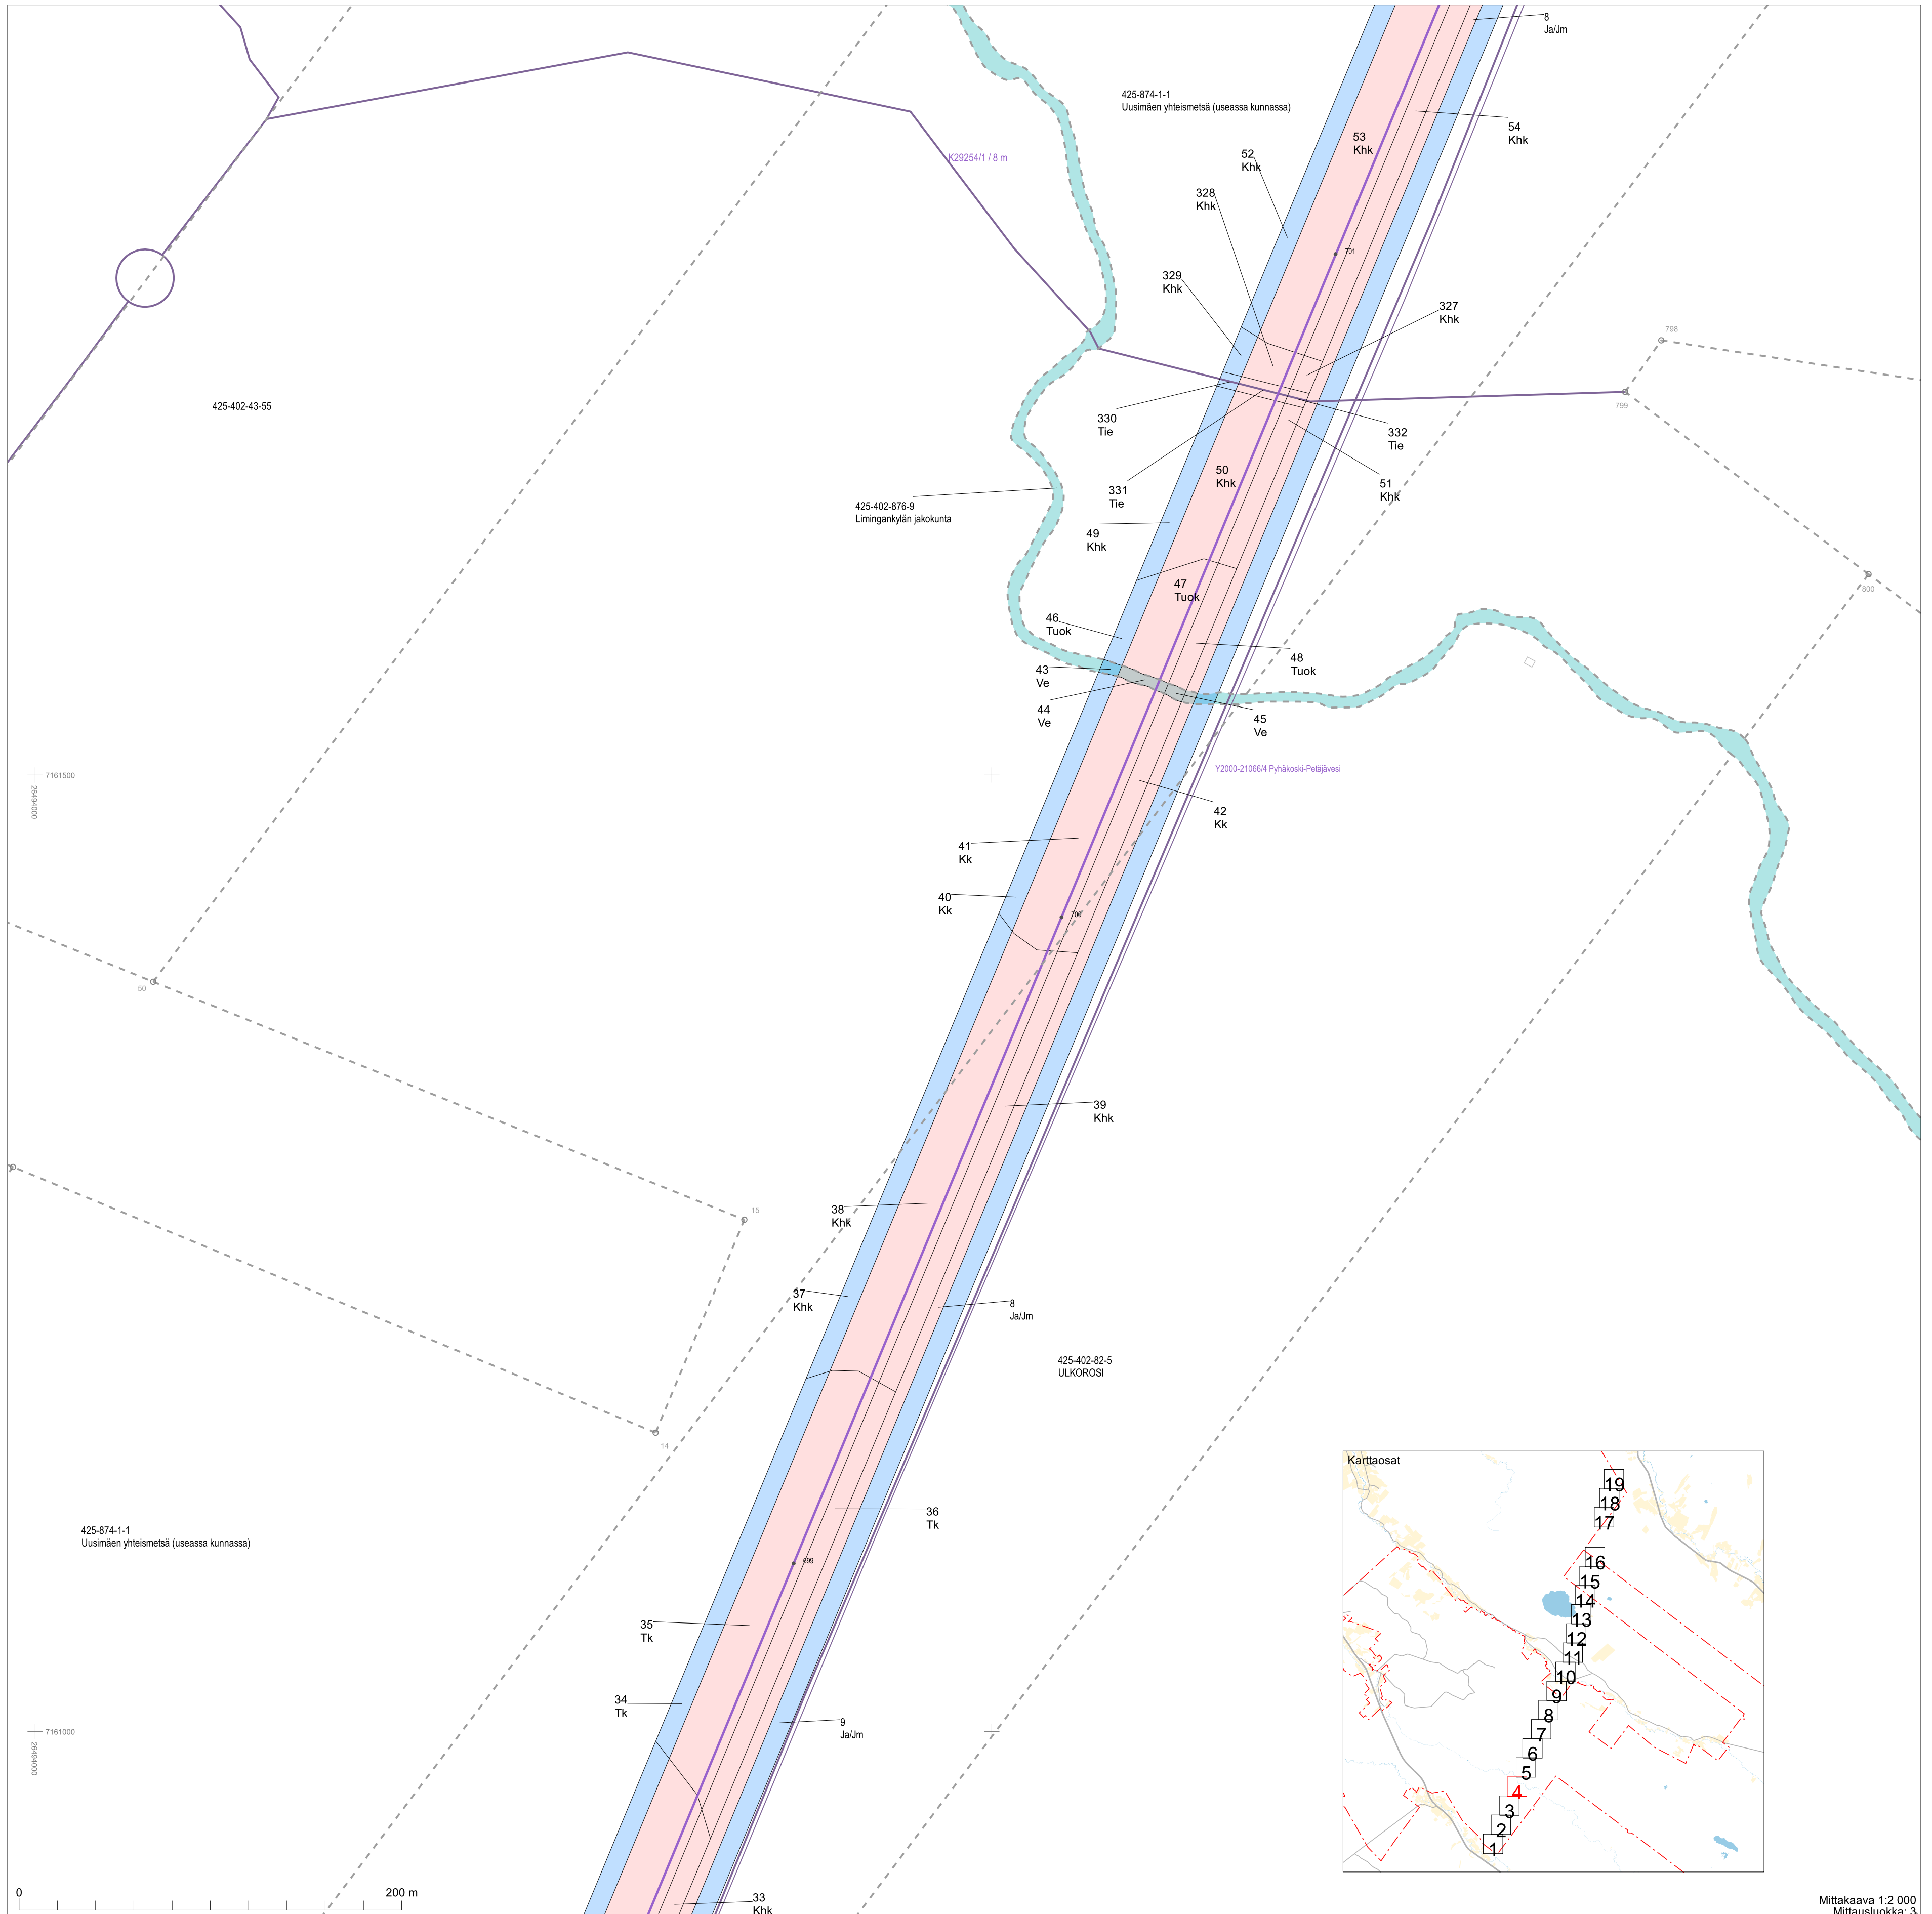 8
Ja/Jm
425-874-1-1
Uusimäen yhteismetsä (useassa kunnassa)
54
Khk
53
Khk
52
Khk
K29254/1 / 8 m
328
Khk
701
329
Khk
327
Khk
798
425-402-43-55
799
330
Tie
332
Tie
331
Tie
50
Khk
51
Khk
425-402-876-9
Limingankylän jakokunta
49
Khk
47
Tuok
800
46
Tuok
48
Tuok
43
Ve
44
Ve
45
Ve
Y2000-21066/4 Pyhäkoski-Petäjävesi
7161500
26494000
42
Kk
41
Kk
40
Kk
700
50
39
Khk
38
Khk
15
37
Khk
8
Ja/Jm
425-402-82-5
ULKOROSI
14
Karttaosat
19
18
17
16
15
14
13
12
11
10
9
8
7
6
5
4
3
2
1
36
Tk
425-874-1-1
Uusimäen yhteismetsä (useassa kunnassa)
699
35
Tk
34
Tk
9
Ja/Jm
7161000
26494000
0
200 m
33
Khk
Mittakaava 1:2 000
Mittausluokka: 3